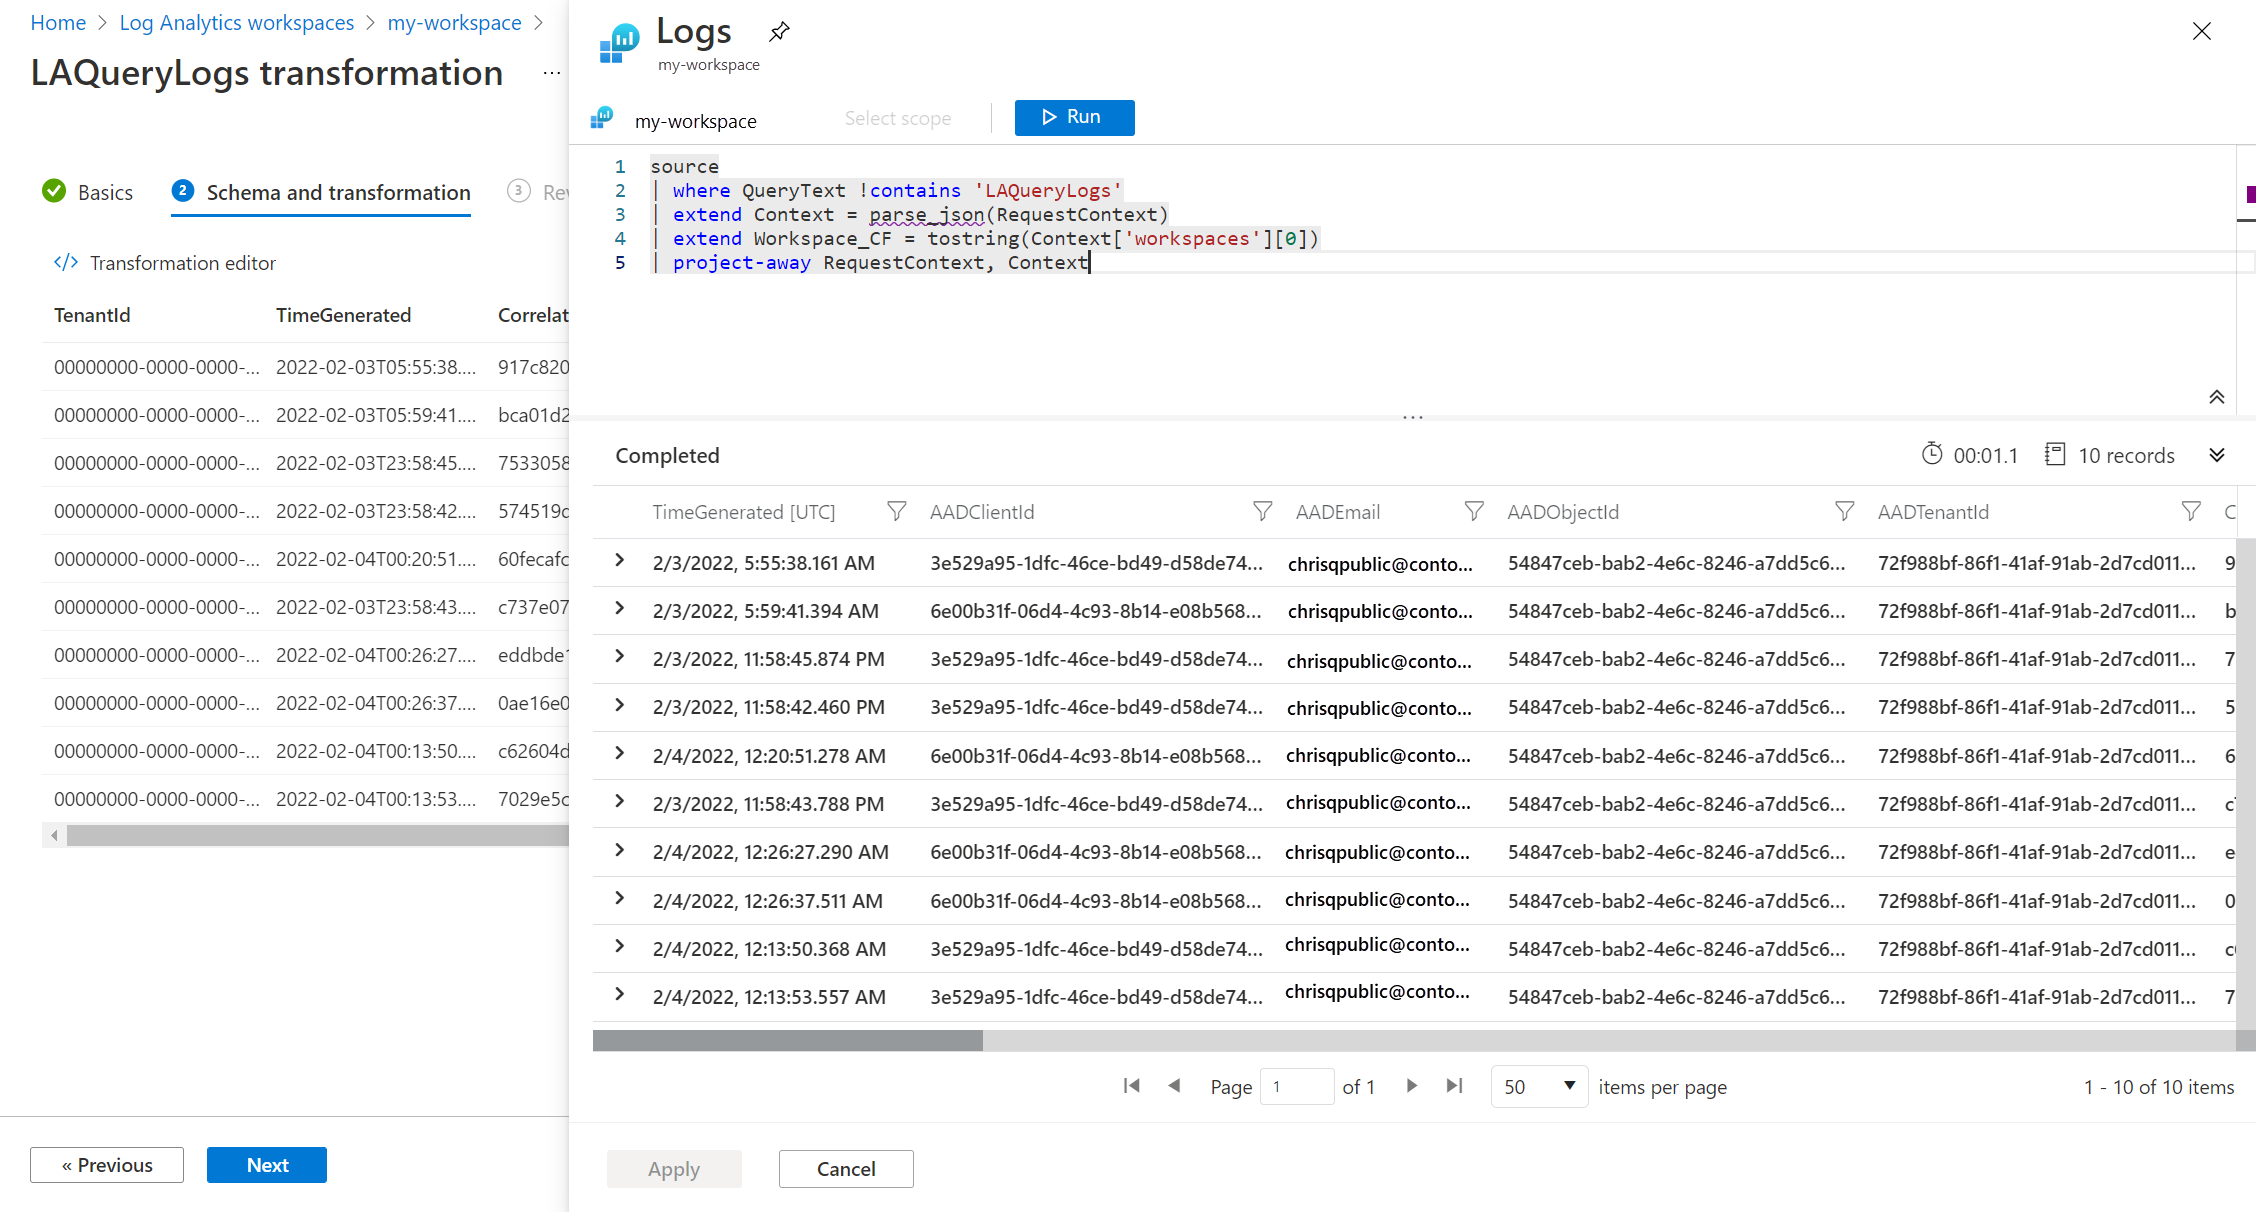 Home > Log Analytics workspaces > my-workspace >
LAQueryLogs transformation ...
Basics
2 Schema and transformation
3 Rev
</> Transformation editor
TenantId TimeGenerated Correlat
00000000-0000-0000-... 2022-02-03T05:55:38.... 917c820
00000000-0000-0000-... 2022-02-03T05:59:41.... bca01d2
00000000-0000-0000-... 2022-02-03T23:58:45.... 7533058
00000000-0000-0000-... 2022-02-03T23:58:42.... 574519c
00000000-0000-0000-... 2022-02-04T00:20:51.... 60fecafc
00000000-0000-0000-... 2022-02-03T23:58:43.... c737e07
00000000-0000-0000-... 2022-02-04T00:26:27.... eddbde1
00000000-0000-0000-... 2022-02-04T00:26:37.... 0ae16e0
00000000-0000-0000-... 2022-02-04T00:13:50.... c62604d
00000000-0000-0000-... 2022-02-04T00:13:53.... 7029e5c
« Previous
Next
Logs
my-workspace
my-workspace Select scope Run
1 source
2 | where QueryText !contains 'LAQueryLogs'
3 | extend Context = parse_json(RequestContext)
4 | extend Workspace_CF = tostring(Context['workspaces'][0])
5 | project-away RequestContext, Context
...
Completed 00:01.1 10 records
TimeGenerated [UTC] AADClientId AADEmail AADObjectId AADTenantId C
2/3/2022, 5:55:38.161 AM 3e529a95-1dfc-46ce-bd49-d58de74... chrisqpublic@conto... 54847ceb-bab2-4e6c-8246-a7dd5c6... 72f988bf-86f1-41af-91ab-2d7cd011... 9
2/3/2022, 5:59:41.394 AM 6e00b31f-06d4-4c93-8b14-e08b568... chrisqpublic@conto... 54847ceb-bab2-4e6c-8246-a7dd5c6... 72f988bf-86f1-41af-91ab-2d7cd011... b
2/3/2022, 11:58:45.874 PM 3e529a95-1dfc-46ce-bd49-d58de74... chrisqpublic@conto... 54847ceb-bab2-4e6c-8246-a7dd5c6... 72f988bf-86f1-41af-91ab-2d7cd011... 7
2/3/2022, 11:58:42.460 PM 3e529a95-1dfc-46ce-bd49-d58de74... chrisqpublic@conto... 54847ceb-bab2-4e6c-8246-a7dd5c6... 72f988bf-86f1-41af-91ab-2d7cd011... 5
2/4/2022, 12:20:51.278 AM 6e00b31f-06d4-4c93-8b14-e08b568... chrisqpublic@conto... 54847ceb-bab2-4e6c-8246-a7dd5c6... 72f988bf-86f1-41af-91ab-2d7cd011... 6
2/3/2022, 11:58:43.788 PM 3e529a95-1dfc-46ce-bd49-d58de74... chrisqpublic@conto... 54847ceb-bab2-4e6c-8246-a7dd5c6... 72f988bf-86f1-41af-91ab-2d7cd011... c
2/4/2022, 12:26:27.290 AM 6e00b31f-06d4-4c93-8b14-e08b568... chrisqpublic@conto... 54847ceb-bab2-4e6c-8246-a7dd5c6... 72f988bf-86f1-41af-91ab-2d7cd011... e
2/4/2022, 12:26:37.511 AM 6e00b31f-06d4-4c93-8b14-e08b568... chrisqpublic@conto... 54847ceb-bab2-4e6c-8246-a7dd5c6... 72f988bf-86f1-41af-91ab-2d7cd011... 0
2/4/2022, 12:13:50.368 AM 3e529a95-1dfc-46ce-bd49-d58de74... chrisqpublic@conto... 54847ceb-bab2-4e6c-8246-a7dd5c6... 72f988bf-86f1-41af-91ab-2d7cd011... c
2/4/2022, 12:13:53.557 AM 3e529a95-1dfc-46ce-bd49-d58de74... chrisqpublic@conto... 54847ceb-bab2-4e6c-8246-a7dd5c6... 72f988bf-86f1-41af-91ab-2d7cd011... 7
Page 1 of 1 50 items per page 1 - 10 of 10 items
Apply
Cancel